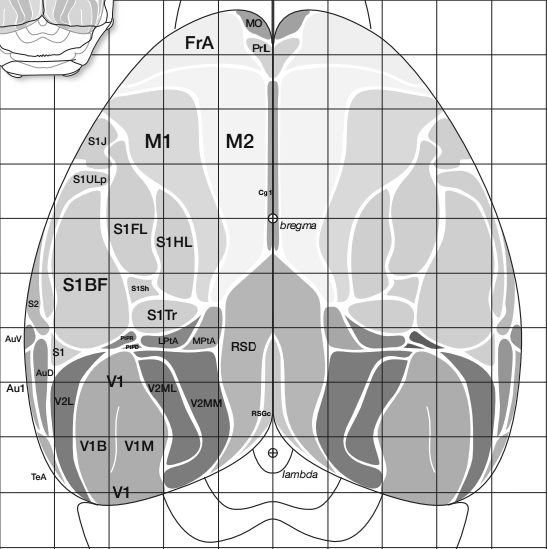 MO
FrA
PrL
S1J
M1
M2
S1ULp
Cg1
bregma
S1FL
S1HL
S1BF
S1Sh
S2
S1Tr
AuV
PtPR
LPtA
MPtA
RSD
PtPD
S1
AuD
V1
Au1
V2ML
V2L
V2MM
RSGc
V1B
V1M
TeA
lambda
V1